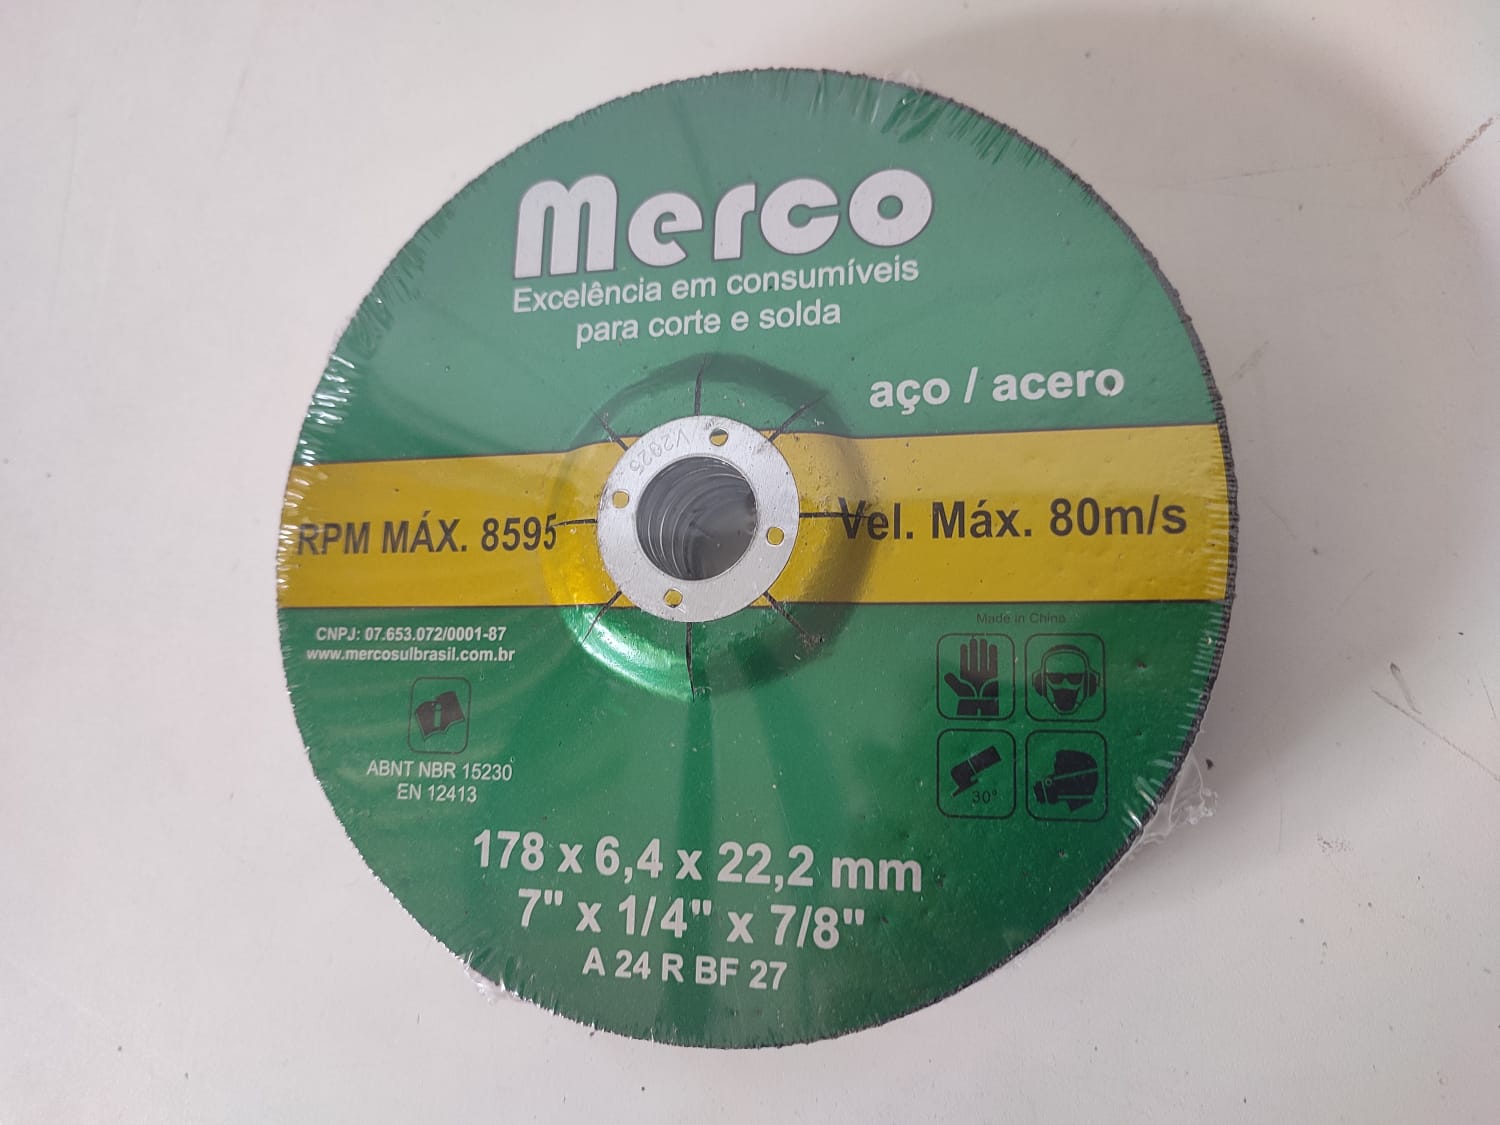 Merco
Excelência em consumíveis
para corte e solda
aço / acero
V2025
RPM MÁX. 8595
Vel. Máx. 80m/s
CNPJ: 07.653.072/0001-87
www.mercosulbrasil.com.br
Made in China
ABNT NBR 15230
EN 12413
30°
178 x 6,4 x 22,2 mm
7" x 1/4" x 7/8"
A 24 R BF 27